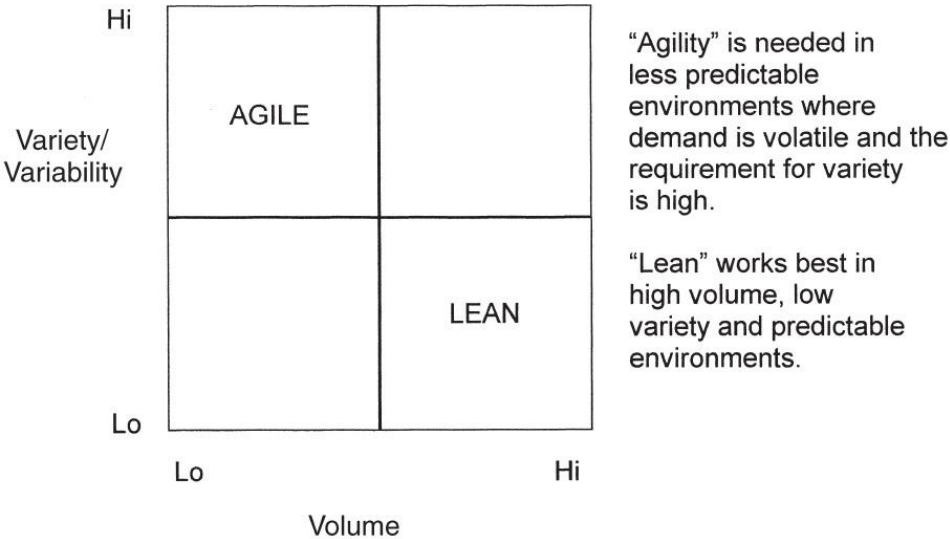 Hi
Variety/
Variability
AGILE
LEAN
Lo
Lo
Hi
Volume
“Agility” is needed in
less predictable
environments where
demand is volatile and the
requirement for variety
is high.
“Lean” works best in
high volume, low
variety and predictable
environments.